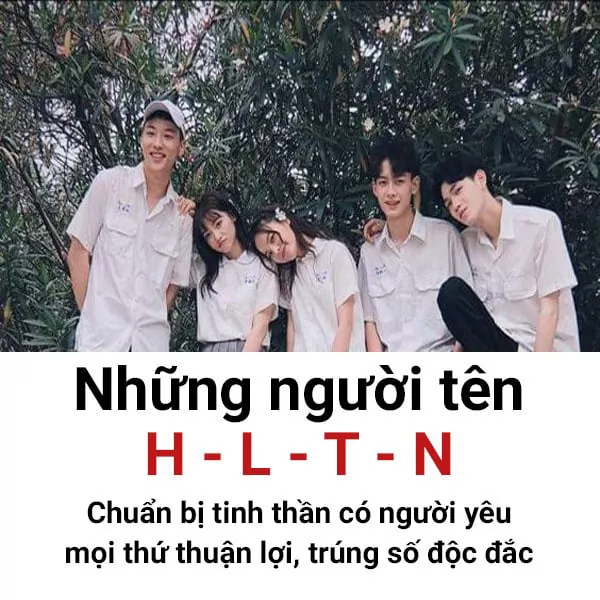 Những người tên
H - L - T - N
Chuẩn bị tinh thần có người yêu
mọi thứ thuận lợi, trúng số độc đắc